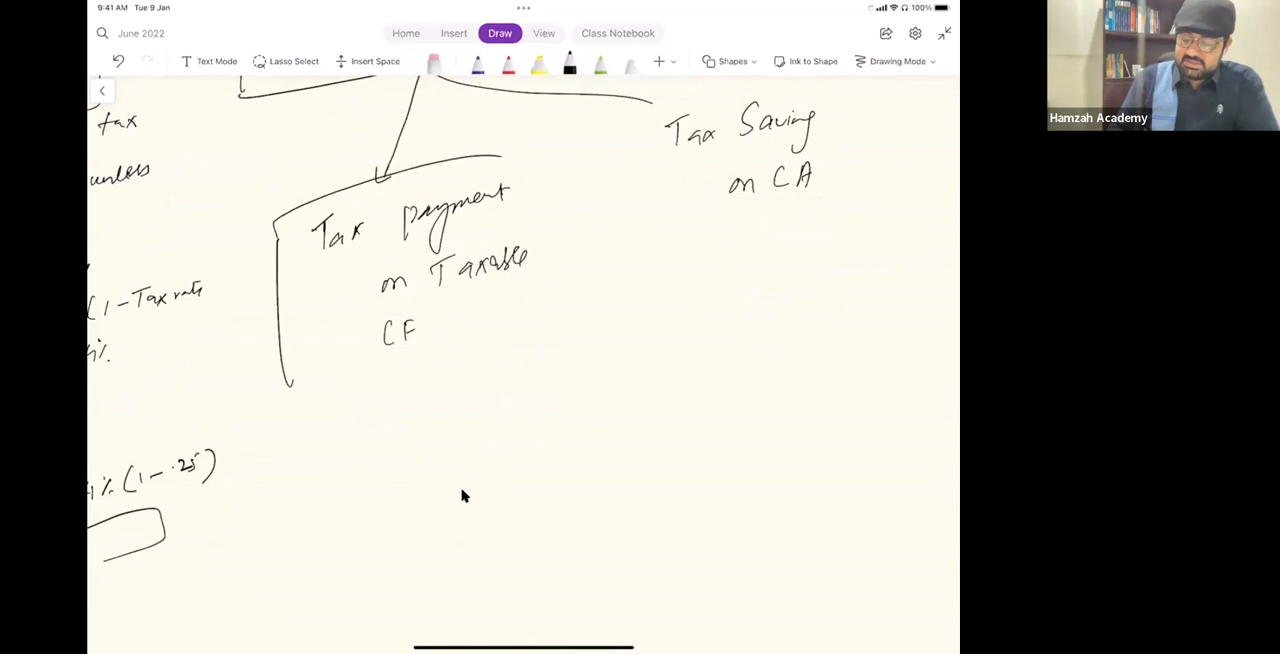 9:41 AM Tue 9 Jan
100%
June 2022
Home Insert Draw View Class Notebook
Text Mode Lasso Select Insert Space Shapes Ink to Shape Drawing Mode
Hamzah Academy
tax
unless
(1-Tax rate
4%
4% (1-.25)
Tax payment
on Taxable
CF
Tax Saving
on CA